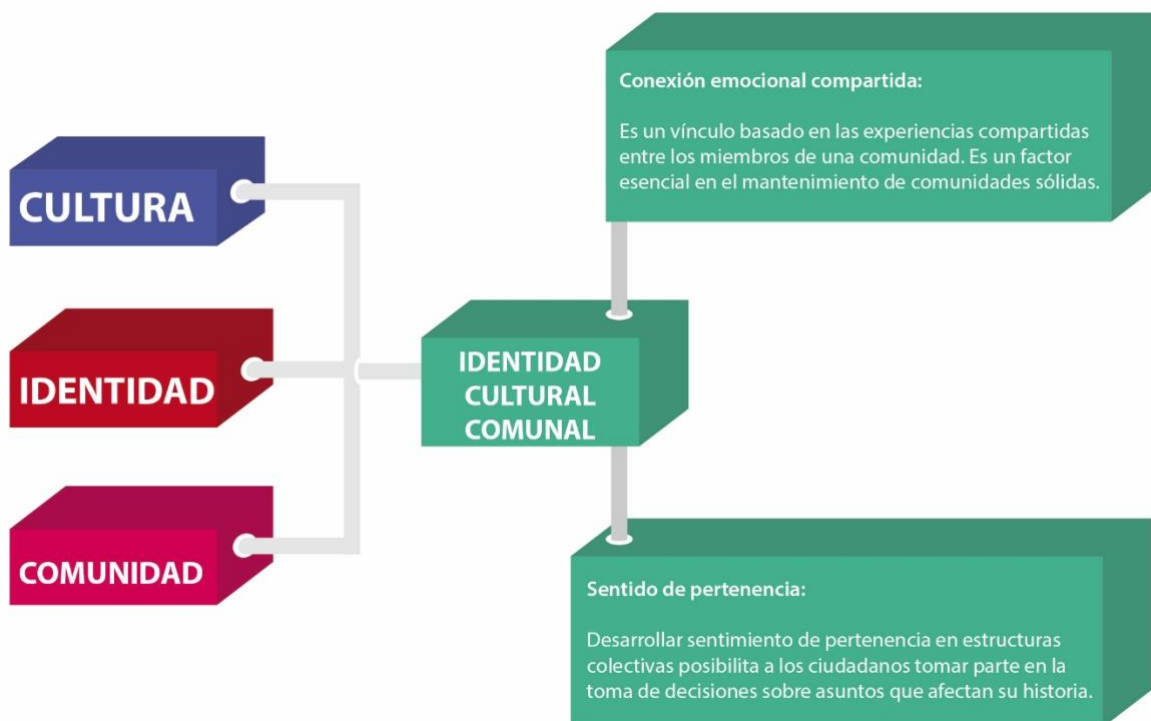 CULTURA
IDENTIDAD
COMUNIDAD
IDENTIDAD
CULTURAL
COMUNAL
Conexión emocional compartida:
Es un vínculo basado en las experiencias compartidas
entre los miembros de una comunidad. Es un factor
esencial en el mantenimiento de comunidades sólidas.
Sentido de pertenencia:
Desarrollar sentimiento de pertenencia en estructuras
colectivas posibilita a los ciudadanos tomar parte en la
toma de decisiones sobre asuntos que afectan su historia.